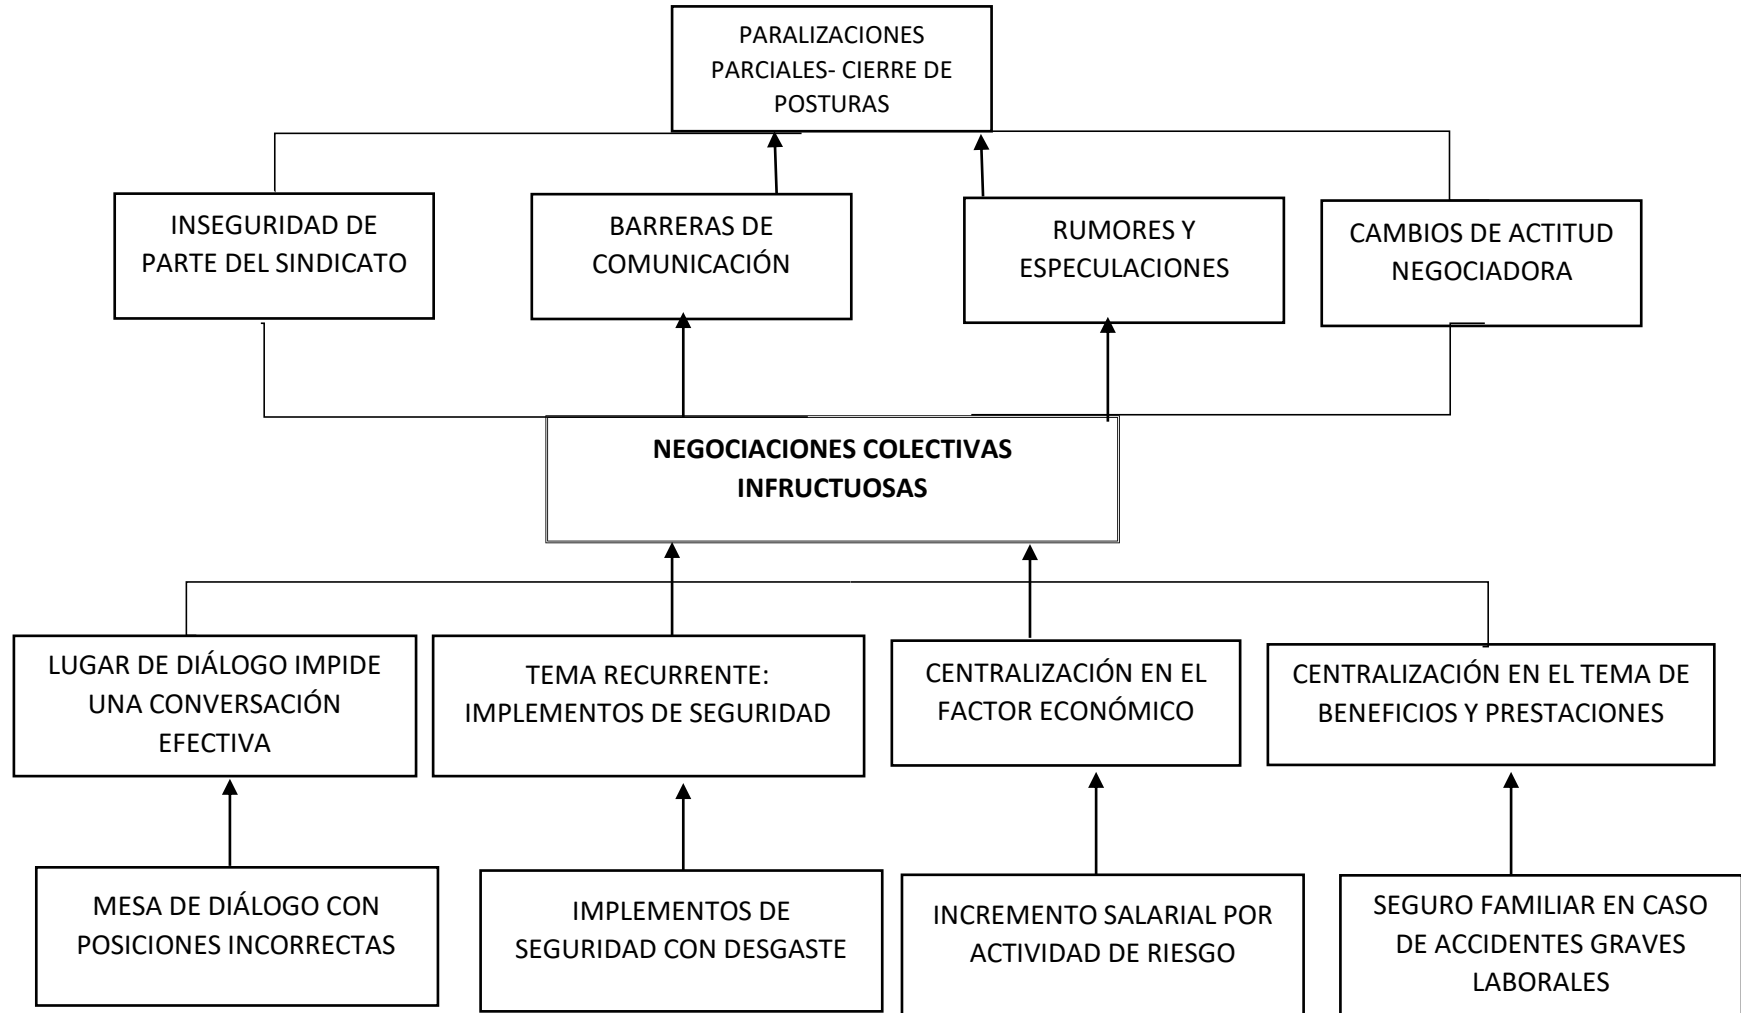 PARALIZACIONES
PARCIALES- CIERRE DE
POSTURAS
INSEGURIDAD DE
PARTE DEL SINDICATO
BARRERAS DE
COMUNICACIÓN
RUMORES Y
ESPECULACIONES
CAMBIOS DE ACTITUD
NEGOCIADORA
NEGOCIACIONES COLECTIVAS
INFRUCTUOSAS
LUGAR DE DIÁLOGO IMPIDE
UNA CONVERSACIÓN
EFECTIVA
TEMA RECURRENTE:
IMPLEMENTOS DE SEGURIDAD
CENTRALIZACIÓN EN EL
FACTOR ECONÓMICO
CENTRALIZACIÓN EN EL TEMA DE
BENEFICIOS Y PRESTACIONES
MESA DE DIÁLOGO CON
POSICIONES INCORRECTAS
IMPLEMENTOS DE
SEGURIDAD CON DESGASTE
INCREMENTO SALARIAL POR
ACTIVIDAD DE RIESGO
SEGURO FAMILIAR EN CASO
DE ACCIDENTES GRAVES
LABORALES